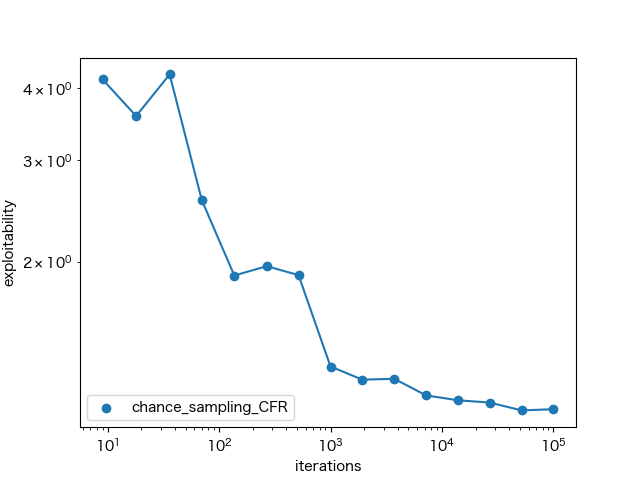 4 × 10⁰
3 × 10⁰
2 × 10⁰
exploitability
chance_sampling_CFR
10¹ 10² 10³ 10⁴ 10⁵
iterations